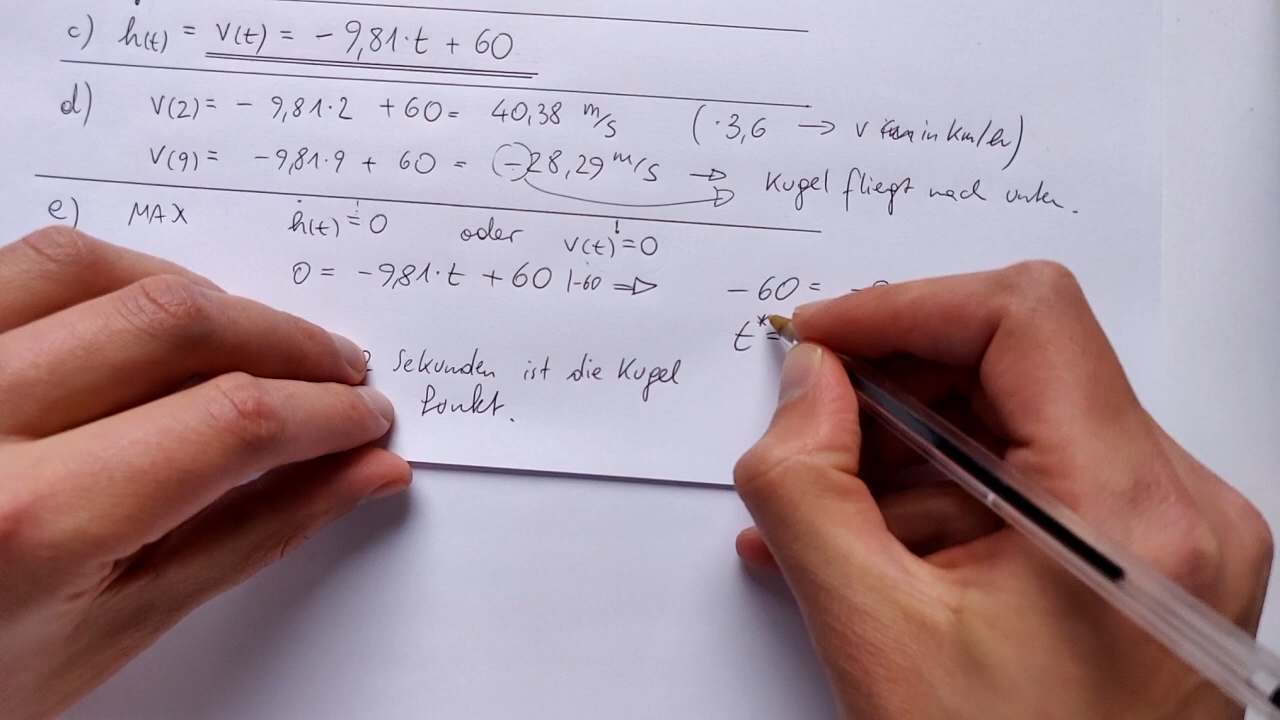 c) ḣ(t) = v(t) = - 9,81·t + 60
d) v(2) = - 9,81·2 + 60 = 40,38 m/s (·3,6 → v in km/h)
v(9) = -9,81·9 + 60 = -28,29 m/s → Kugel fliegt nach unten.
e) MAX ḣ(t) != 0 oder v(t) != 0
0 = -9,81·t + 60 |-60 ⇒ -60 =
t* =
2 Sekunden ist die Kugel
Punkt.